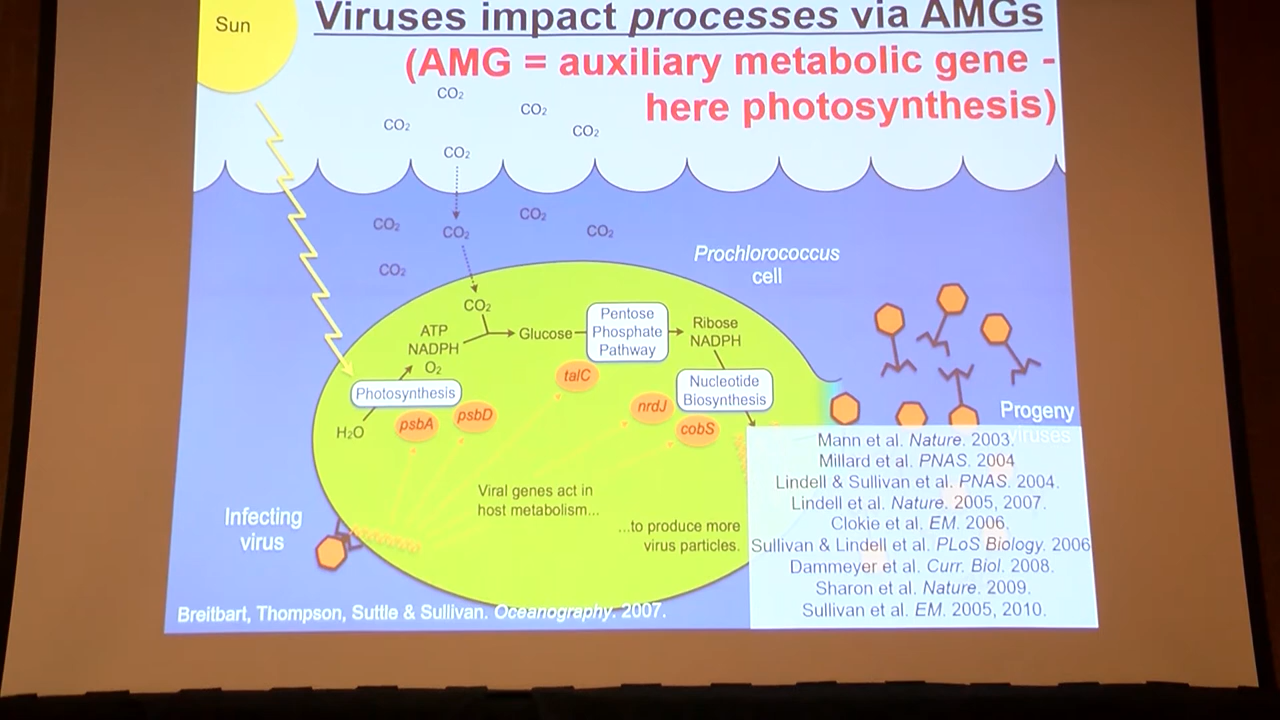 Sun
Viruses impact processes via AMGs
(AMG = auxiliary metabolic gene -
here photosynthesis)
CO₂
CO₂
CO₂
CO₂
CO₂
CO₂
CO₂
CO₂
CO₂
CO₂
Prochlorococcus
cell
CO₂
ATP
NADPH
O₂
Glucose
Pentose
Phosphate
Pathway
Ribose
NADPH
Photosynthesis
H₂O
psbA
psbD
talC
nrdJ
cobS
Nucleotide
Biosynthesis
Viral genes act in
host metabolism...
...to produce more
virus particles.
Infecting
virus
Progeny
viruses
Mann et al. Nature. 2003.
Millard et al. PNAS. 2004
Lindell & Sullivan et al. PNAS. 2004.
Lindell et al. Nature. 2005, 2007.
Clokie et al. EM. 2006.
Sullivan & Lindell et al. PLoS Biology. 2006
Dammeyer et al. Curr. Biol. 2008.
Sharon et al. Nature. 2009.
Sullivan et al. EM. 2005, 2010.
Breitbart, Thompson, Suttle & Sullivan. Oceanography. 2007.